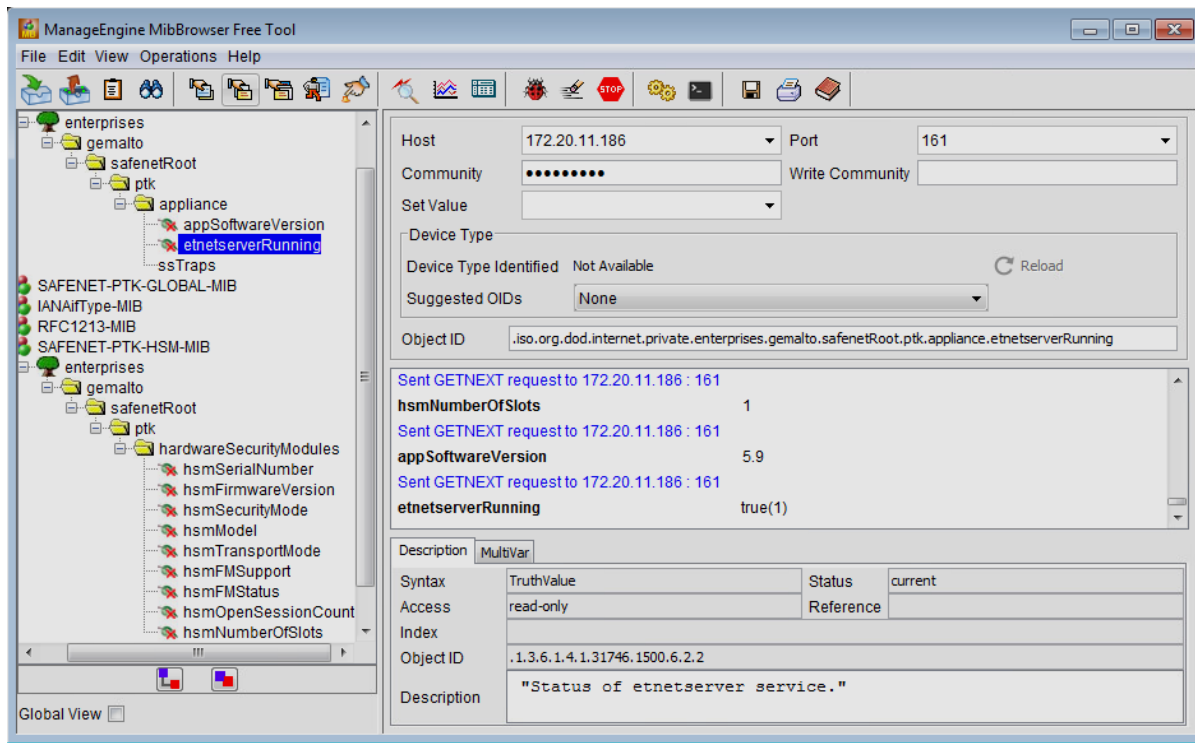 ManageEngine MibBrowser Free Tool
File Edit View Operations Help
STOP
enterprises
gemalto
safenetRoot
ptk
appliance
appSoftwareVersion
etnetserverRunning
ssTraps
SAFENET-PTK-GLOBAL-MIB
IANAifType-MIB
RFC1213-MIB
SAFENET-PTK-HSM-MIB
enterprises
gemalto
safenetRoot
ptk
hardwareSecurityModules
hsmSerialNumber
hsmFirmwareVersion
hsmSecurityMode
hsmModel
hsmTransportMode
hsmFMSupport
hsmFMStatus
hsmOpenSessionCount
hsmNumberOfSlots
Global View
Host 172.20.11.186 Port 161
Community ••••••••• Write Community
Set Value
Device Type
Device Type Identified Not Available Reload
Suggested OIDs None
Object ID .iso.org.dod.internet.private.enterprises.gemalto.safenetRoot.ptk.appliance.etnetserverRunning
Sent GETNEXT request to 172.20.11.186 : 161
hsmNumberOfSlots 1
Sent GETNEXT request to 172.20.11.186 : 161
appSoftwareVersion 5.9
Sent GETNEXT request to 172.20.11.186 : 161
etnetserverRunning true(1)
Description MultiVar
Syntax TruthValue Status current
Access read-only Reference
Index
Object ID .1.3.6.1.4.1.31746.1500.6.2.2
Description "Status of etnetserver service."